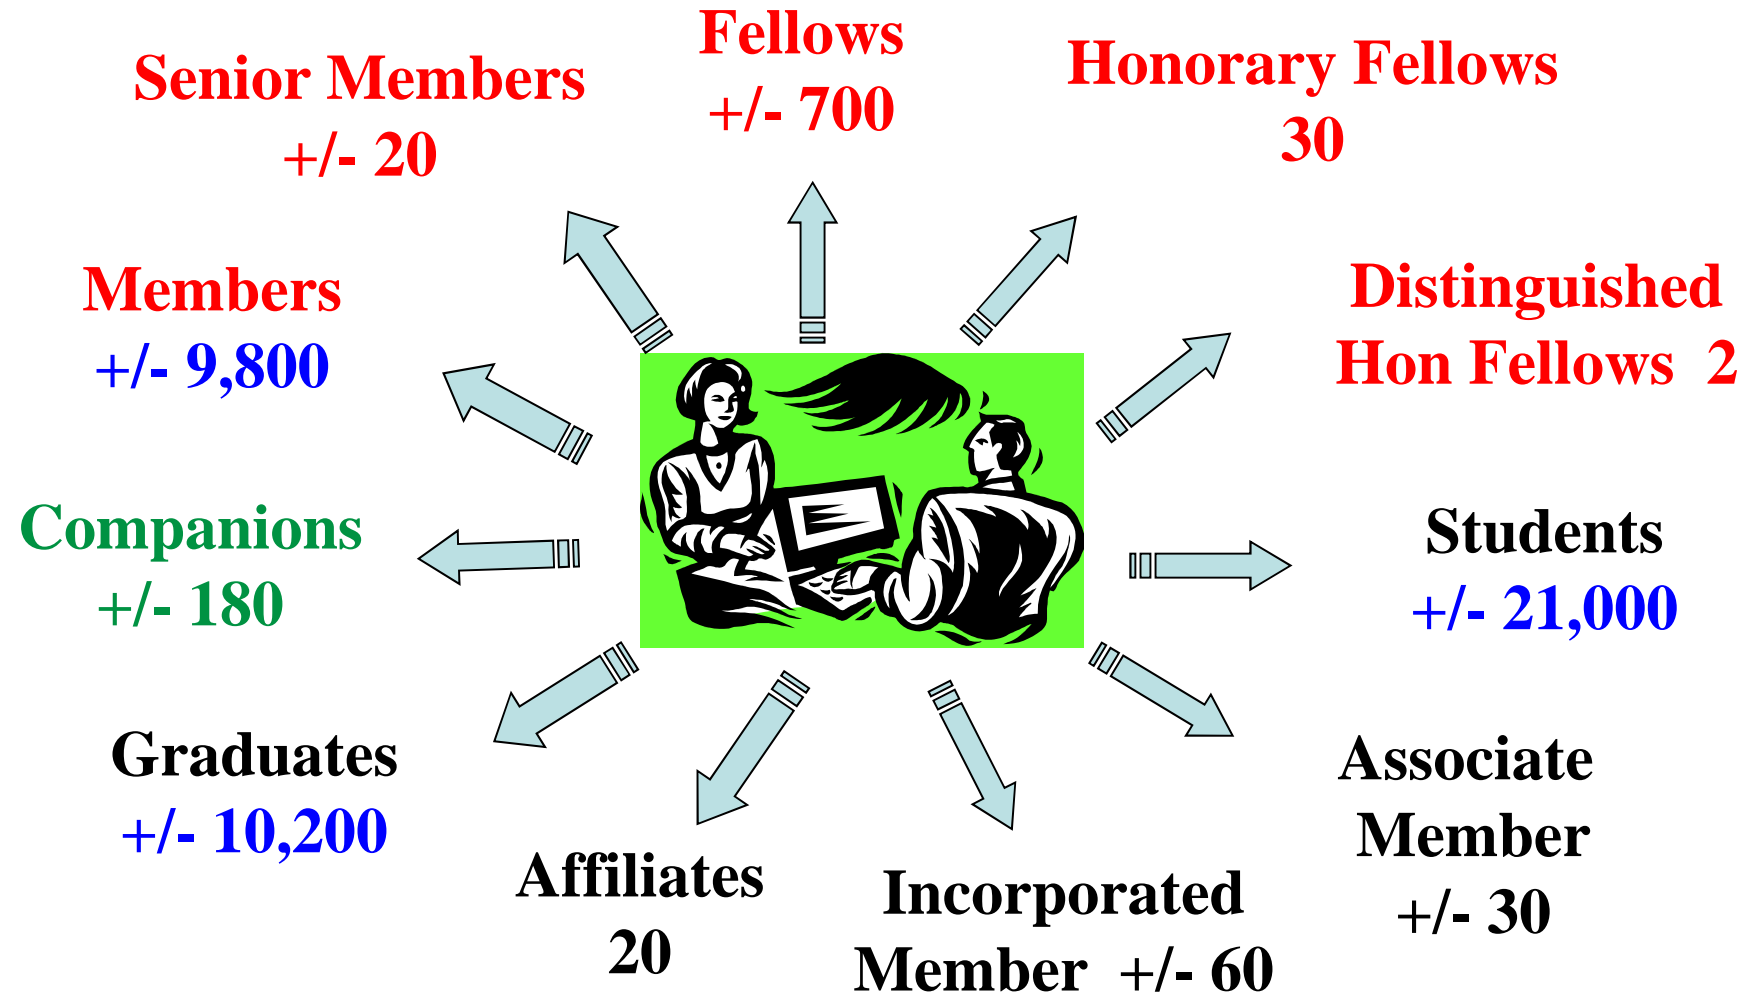 Fellows
+/- 700
Senior Members
+/- 20
Honorary Fellows
30
Members
+/- 9,800
Distinguished
Hon Fellows 2
Companions
+/- 180
Students
+/- 21,000
Graduates
+/- 10,200
Associate
Member
+/- 30
Affiliates
20
Incorporated
Member +/- 60